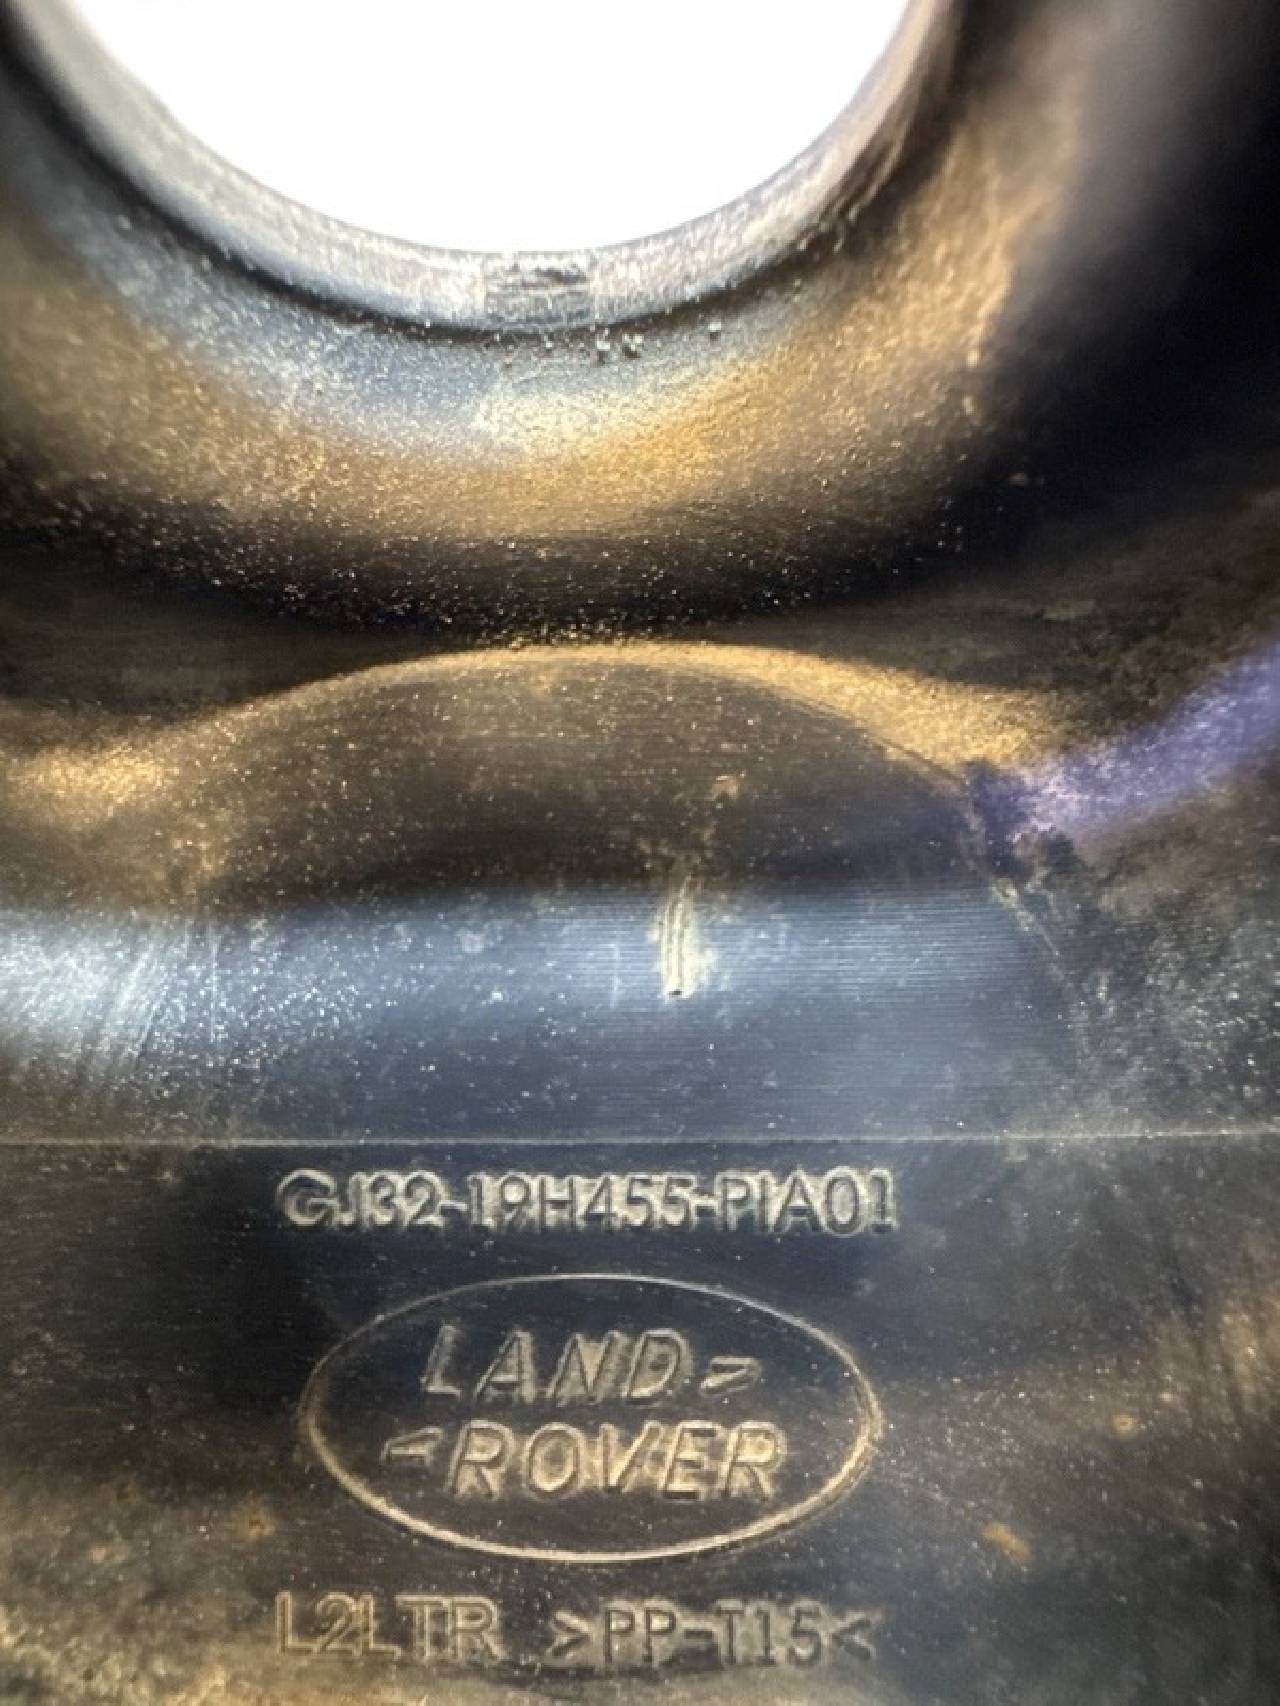 GJ32-19H455-PIA01
LAND>
<ROVER
L2LTR >PP-T15<